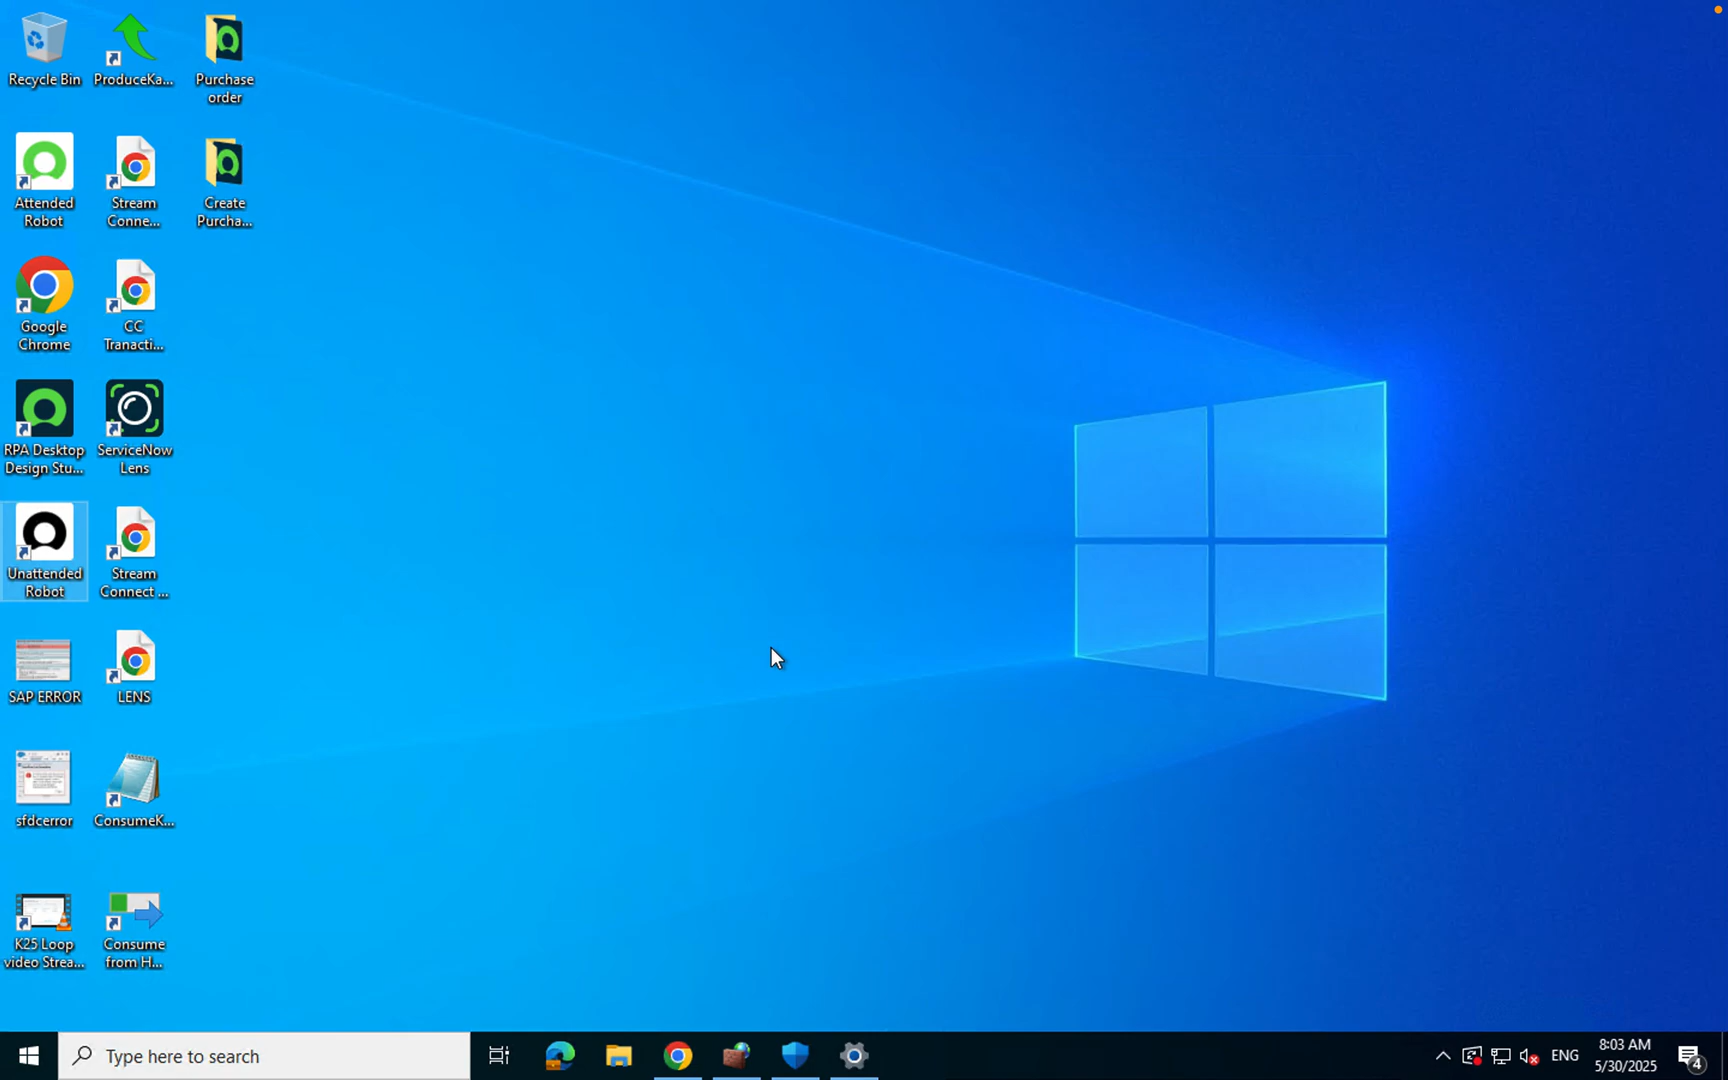 Recycle Bin
ProduceKa...
Purchase
order
Attended
Robot
Stream
Conne...
Create
Purcha...
Google
Chrome
CC
Tranacti...
RPA Desktop
Design Stu...
ServiceNow
Lens
Unattended
Robot
Stream
Connect ...
SAP ERROR
LENS
sfdcerror
ConsumeK...
K25 Loop
video Strea...
Consume
from H...
Type here to search
ENG
8:03 AM
5/30/2025
4